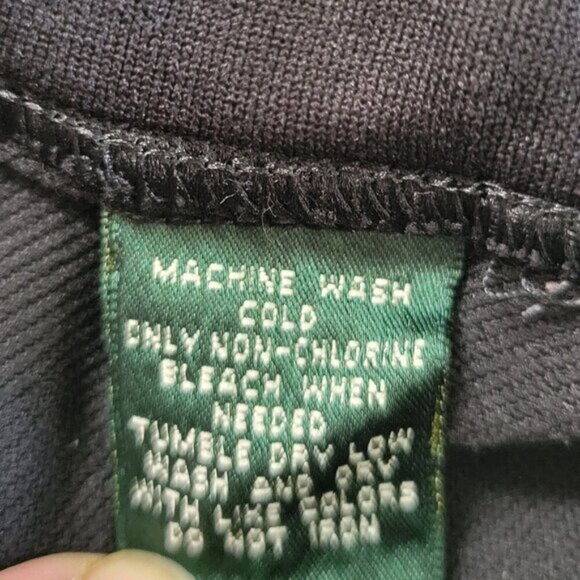 MACHINE WASH
COLD
ONLY NON-CHLORINE
BLEACH WHEN
NEEDED
TUMBLE DRY LOW
WASH AND DRY
WITH LIKE COLORS
DO NOT IRON